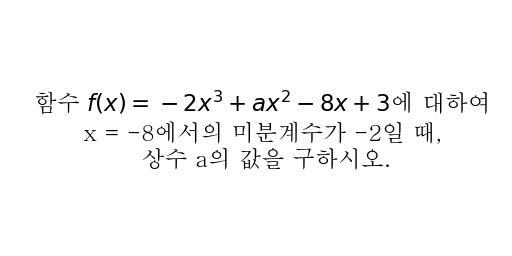 함수 f(x) = −2x³ + ax² − 8x + 3에 대하여
x = -8에서의 미분계수가 -2일 때,
상수 a의 값을 구하시오.